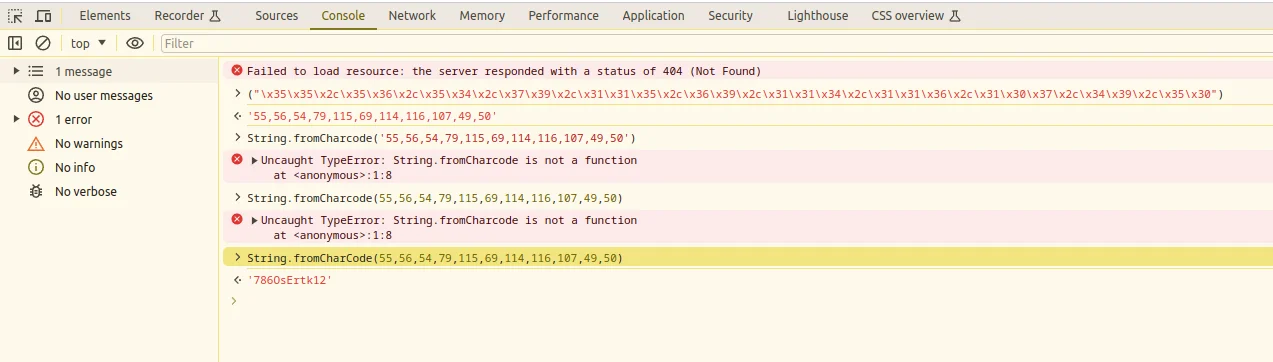 Elements Recorder Sources Console Network Memory Performance Application Security Lighthouse CSS overview
top Filter
1 message
No user messages
1 error
No warnings
No info
No verbose
Failed to load resource: the server responded with a status of 404 (Not Found)
("\x35\x35\x2c\x35\x36\x2c\x35\x34\x2c\x37\x39\x2c\x31\x31\x35\x2c\x36\x39\x2c\x31\x31\x34\x2c\x31\x31\x36\x2c\x31\x30\x37\x2c\x34\x39\x2c\x35\x30")
'55,56,54,79,115,69,114,116,107,49,50'
String.fromCharcode('55,56,54,79,115,69,114,116,107,49,50')
Uncaught TypeError: String.fromCharcode is not a function
at <anonymous>:1:8
String.fromCharcode(55,56,54,79,115,69,114,116,107,49,50)
Uncaught TypeError: String.fromCharcode is not a function
at <anonymous>:1:8
String.fromCharCode(55,56,54,79,115,69,114,116,107,49,50)
'786OsErtk12'